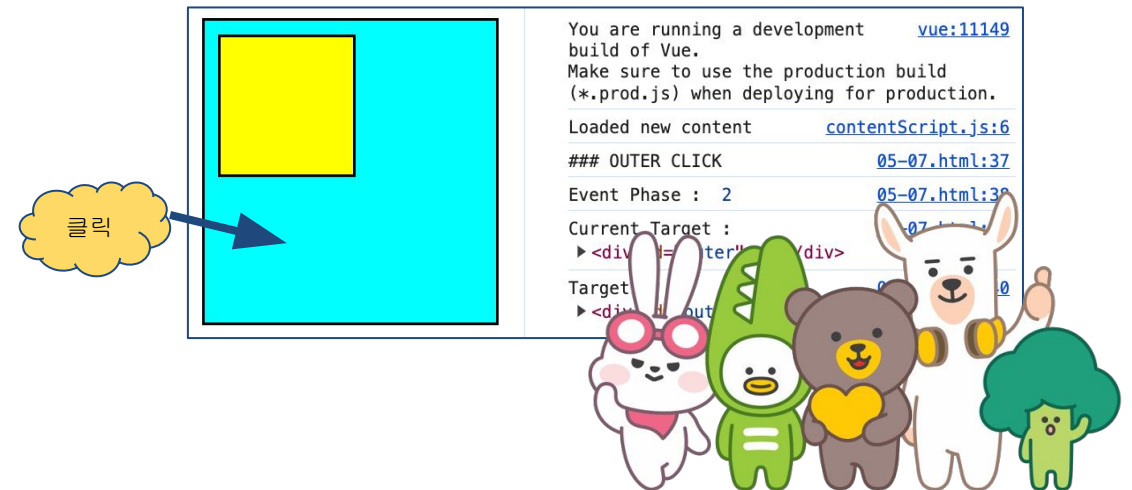 You are running a development vue:11149
build of Vue.
Make sure to use the production build
(*.prod.js) when deploying for production.
Loaded new content contentScript.js:6
### OUTER CLICK 05-07.html:37
Event Phase : 2 05-07.html:38
Current Target :
클릭
Target